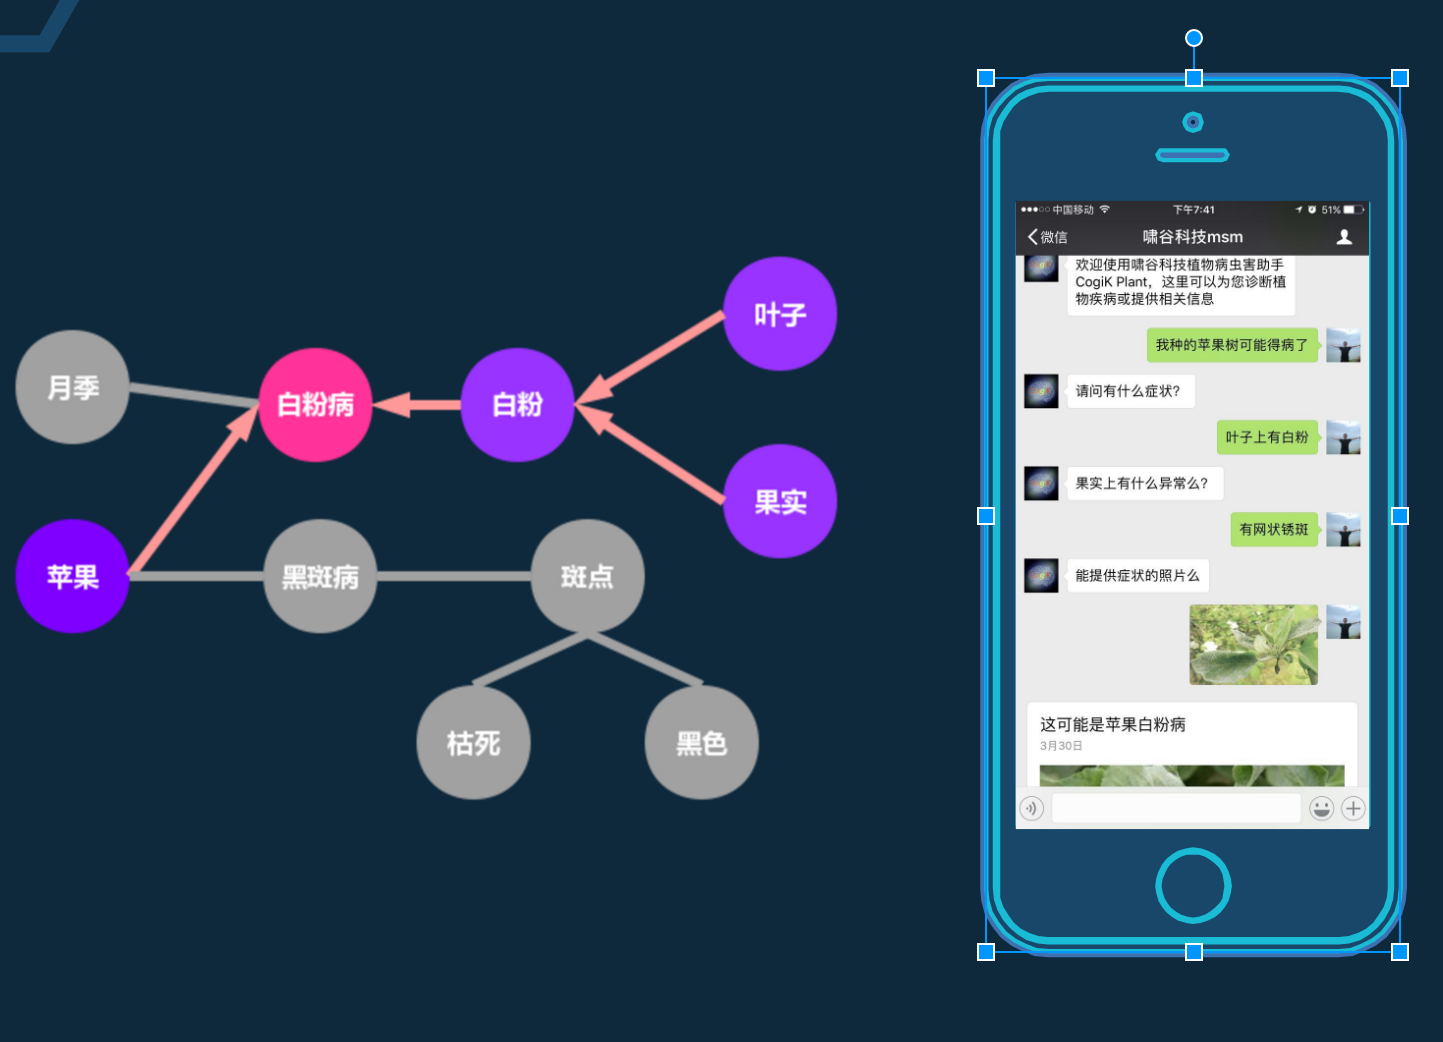 叶子
月季
白粉病
白粉
果实
苹果
黑斑病
斑点
枯死
黑色
中国移动
下午7:41
51%
微信
啸谷科技msm
欢迎使用啸谷科技植物病虫害助手
CogiK Plant，这里可以为您诊断植
物疾病或提供相关信息
我种的苹果树可能得病了
请问有什么症状？
叶子上有白粉
果实上有什么异常么？
有网状锈斑
能提供症状的照片么
这可能是苹果白粉病
3月30日